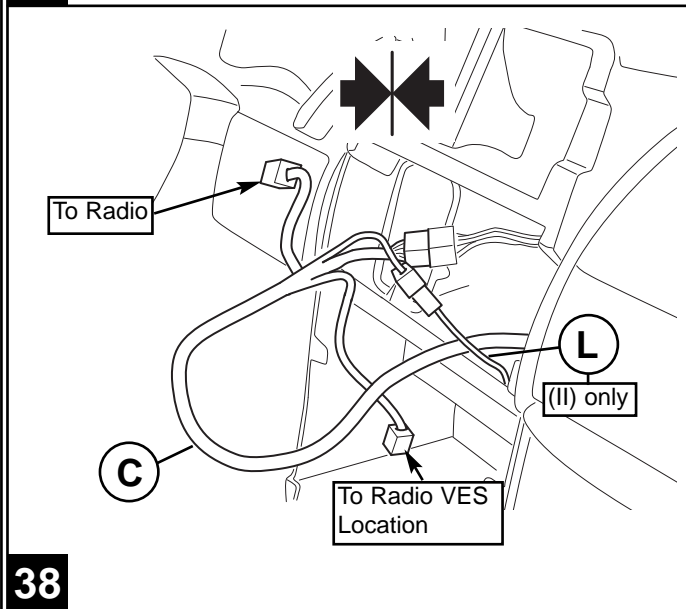 To Radio
L
(II) only
C
To Radio VES
Location
38